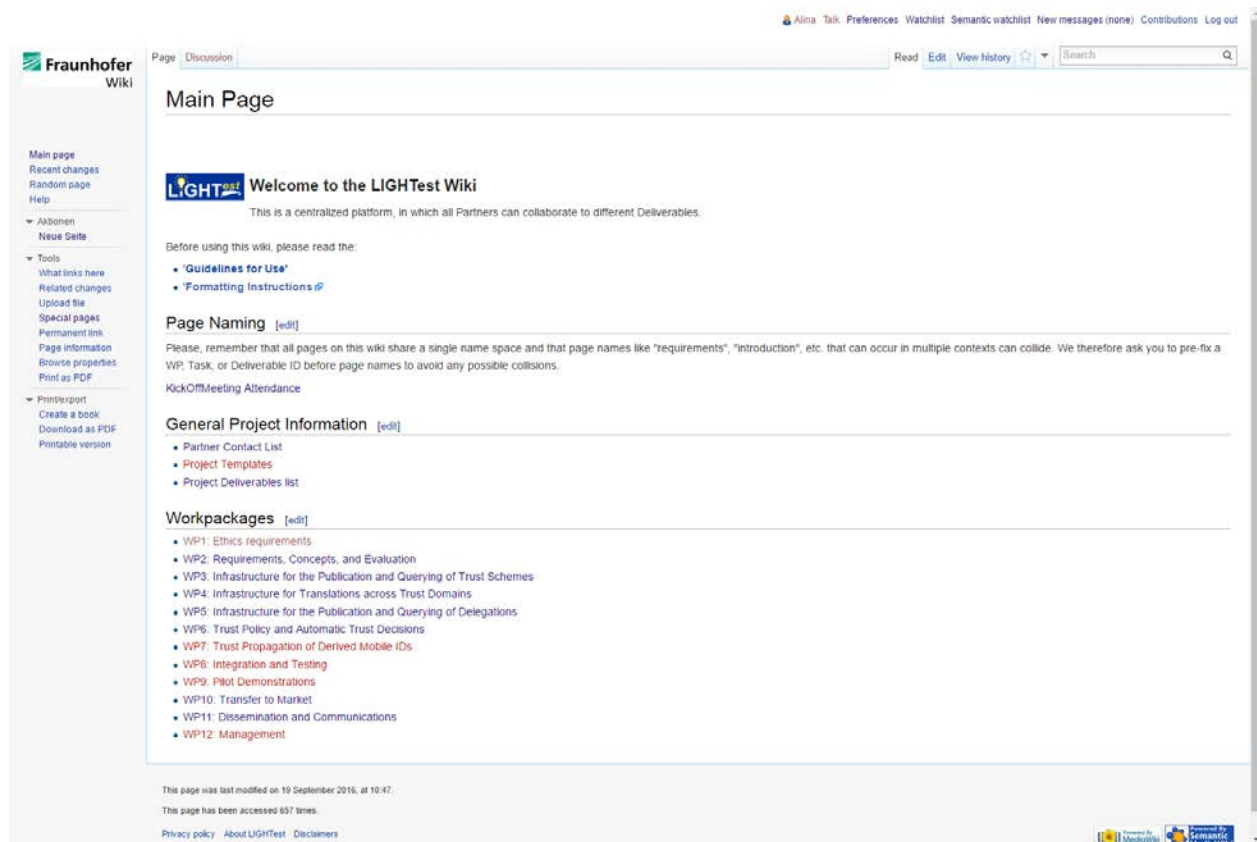 Alina Talk Preferences Watchlist Semantic watchlist New messages (none) Contributions Log out
Fraunhofer
Wiki
Page Discussion
Read Edit View history Search
Main Page
Main page
Recent changes
Random page
Help
Aktionen
Neue Seite
Tools
What links here
Related changes
Upload file
Special pages
Permanent link
Page information
Browse properties
Print as PDF
Print/export
Create a book
Download as PDF
Printable version
LIGHTest
Welcome to the LIGHTest Wiki
This is a centralized platform, in which all Partners can collaborate to different Deliverables.
Before using this wiki, please read the:
'Guidelines for Use'
'Formatting Instructions
Page Naming [edit]
Please, remember that all pages on this wiki share a single name space and that page names like "requirements", "introduction", etc. that can occur in multiple contexts can collide. We therefore ask you to pre-fix a
WP, Task, or Deliverable ID before page names to avoid any possible collisions.
KickOffMeeting Attendance
General Project Information [edit]
Partner Contact List
Project Templates
Project Deliverables list
Workpackages [edit]
WP1: Ethics requirements
WP2: Requirements, Concepts, and Evaluation
WP3: Infrastructure for the Publication and Querying of Trust Schemes
WP4: Infrastructure for Translations across Trust Domains
WP5: Infrastructure for the Publication and Querying of Delegations
WP6: Trust Policy and Automatic Trust Decisions
WP7: Trust Propagation of Derived Mobile IDs
WP8: Integration and Testing
WP9: Pilot Demonstrations
WP10: Transfer to Market
WP11: Dissemination and Communications
WP12: Management
This page was last modified on 19 September 2016, at 10:47.
This page has been accessed 657 times.
Privacy policy About LIGHTest Disclaimers
Powered By
MediaWiki
Powered By
Semantic